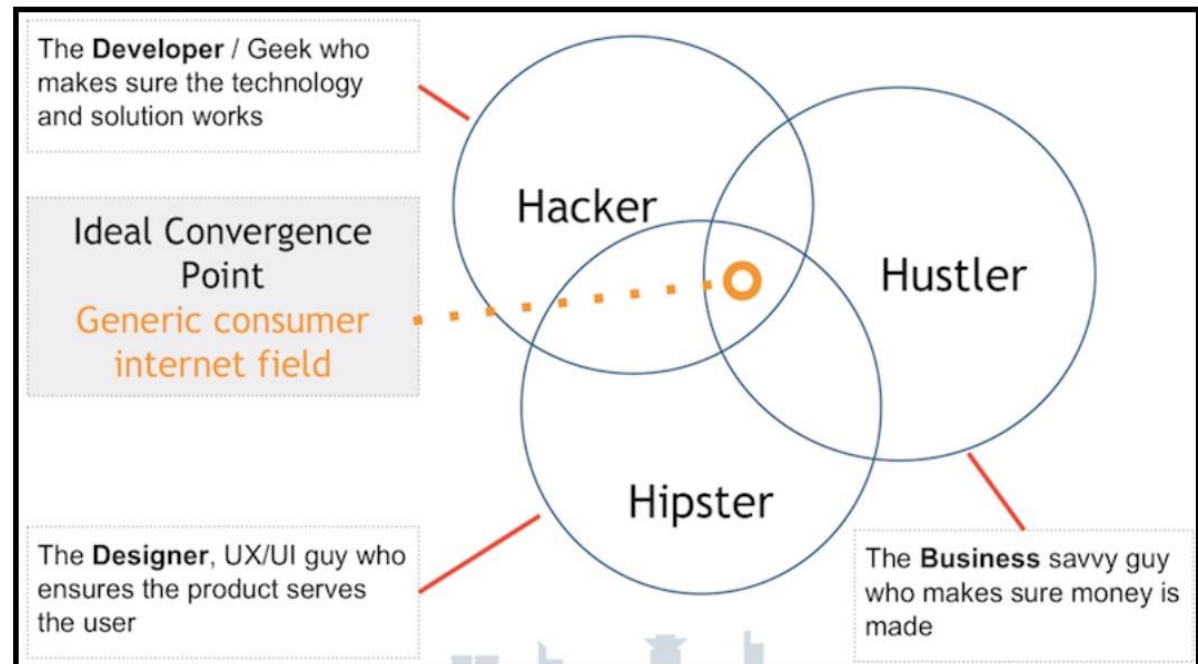 The Developer / Geek who
makes sure the technology
and solution works
Hacker
Ideal Convergence
Point
Generic consumer
internet field
Hustler
Hipster
The Designer, UX/UI guy who
ensures the product serves
the user
The Business savvy guy
who makes sure money is
made